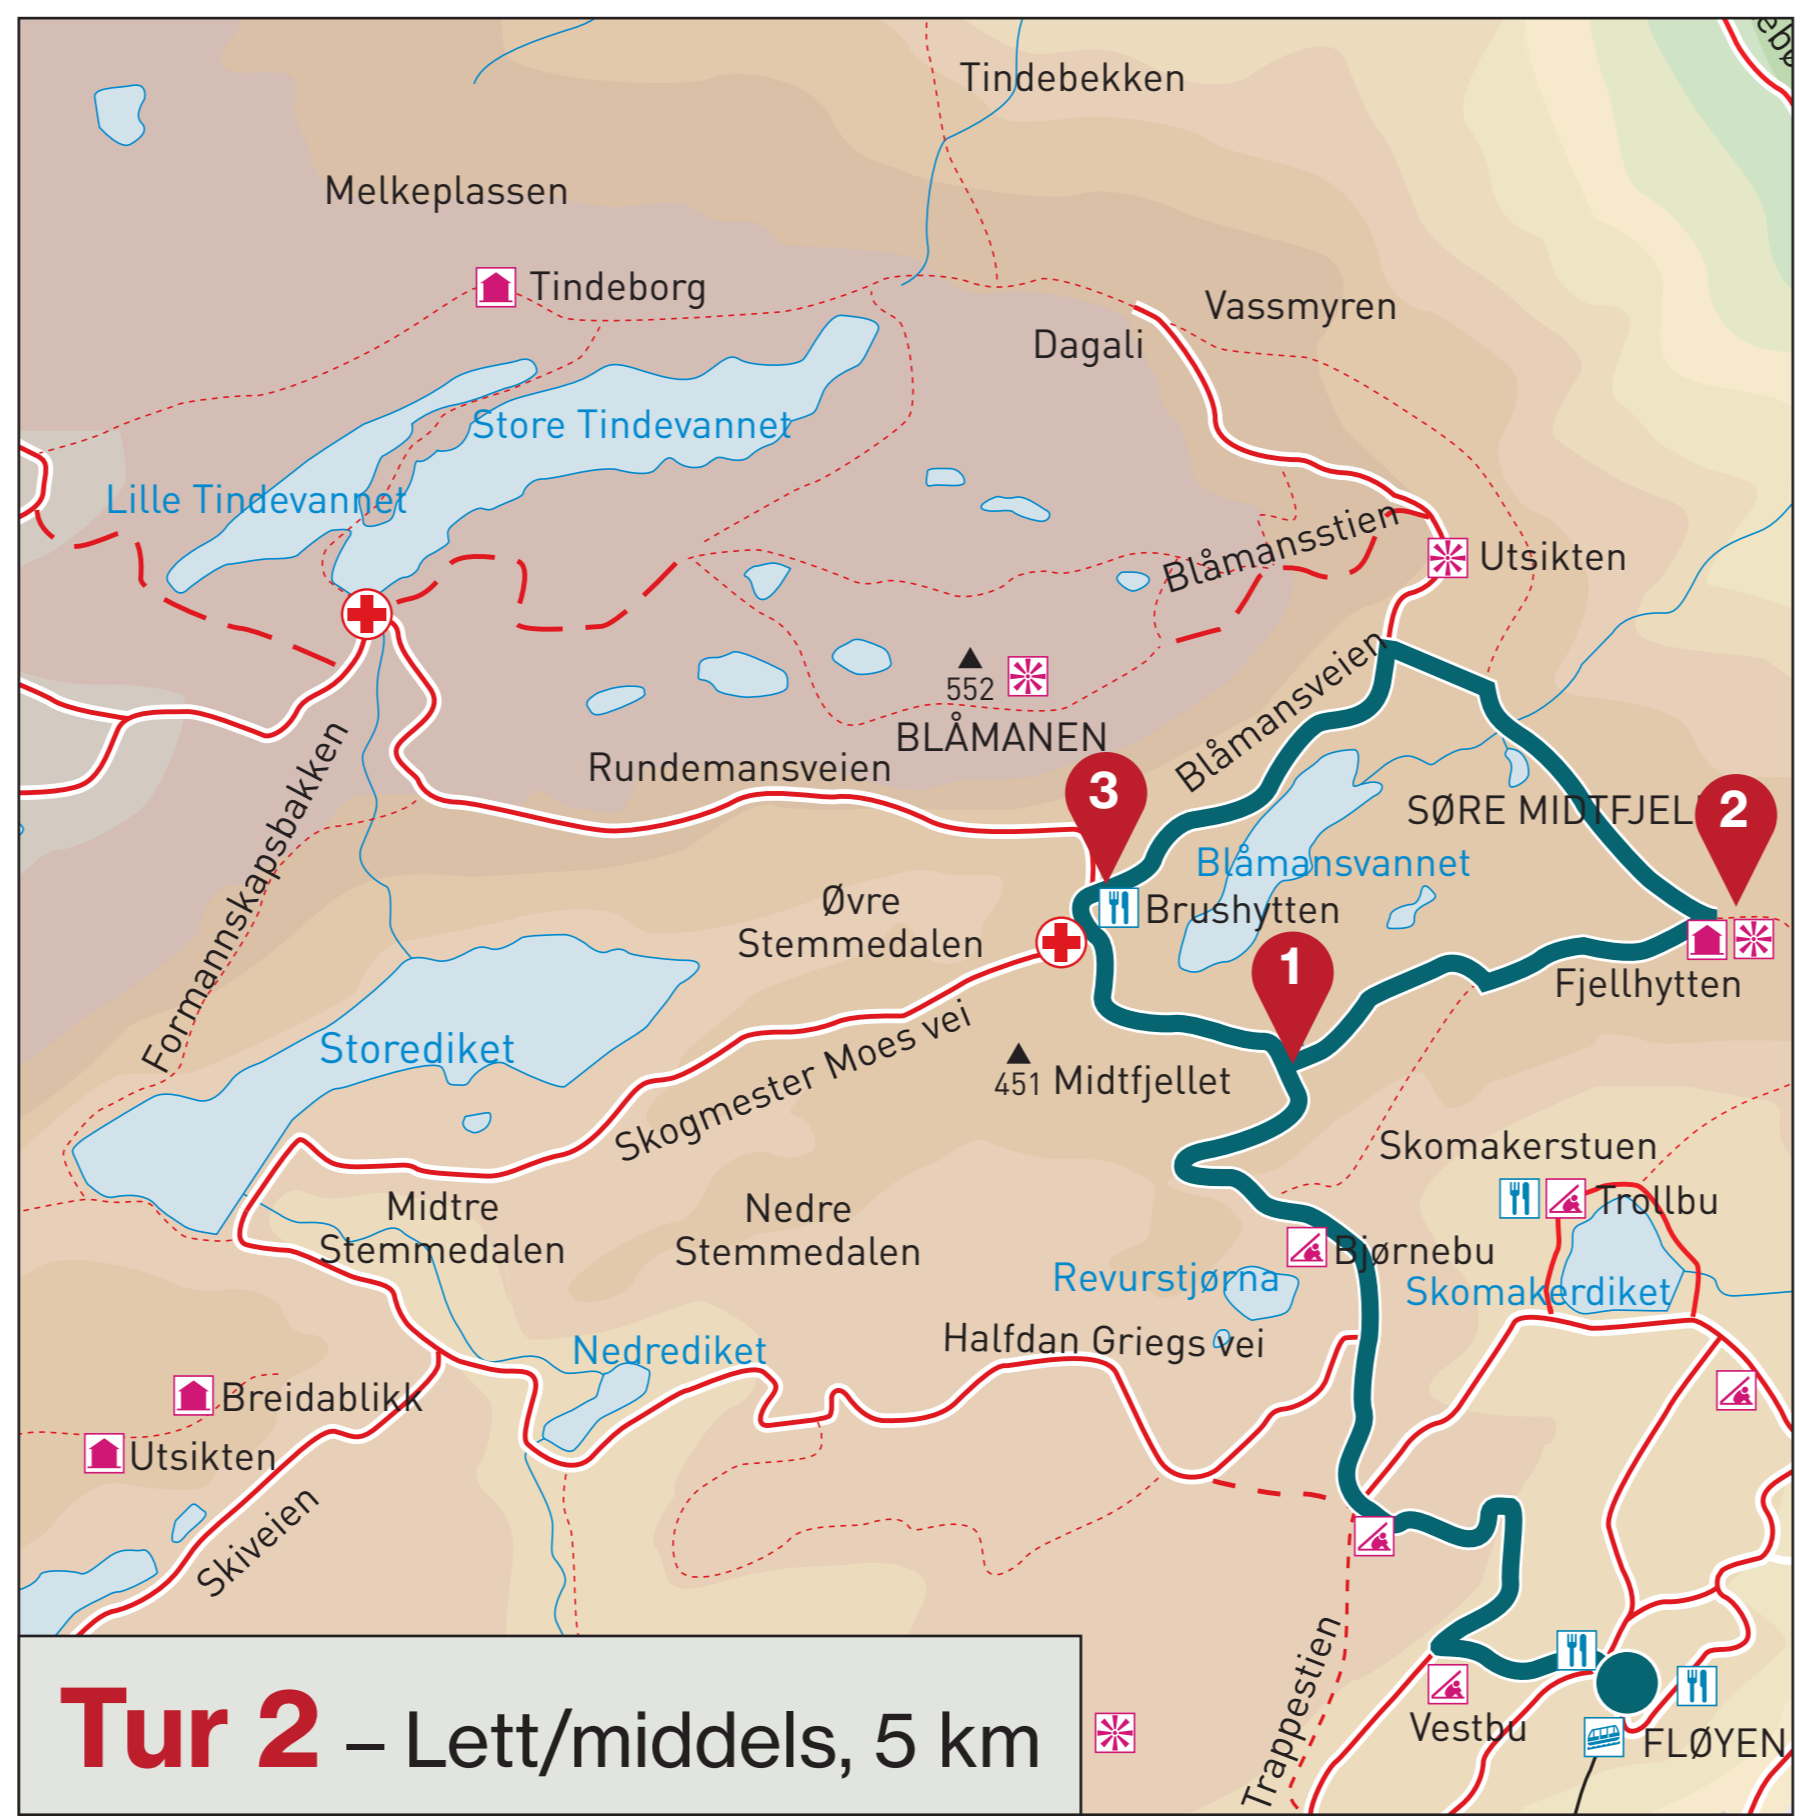 Tindebekken
Melkeplassen
Tindeborg
Vassmyren
Dagali
Store Tindevannet
Lille Tindevannet
Blåmansstien
Utsikten
552
BLÅMANEN
Blåmansveien
Rundemansveien
Formannskapsbakken
3
2
SØRE MIDTFJEL
Blåmansvannet
Øvre
Stemmedalen
Brushytten
1
Fjellhytten
Storediket
Skogmester Moes vei
451 Midtfjellet
Skomakerstuen
Trollbu
Midtre
Stemmedalen
Nedre
Stemmedalen
Bjørnebu
Revurstjørna
Skomakerdiket
Nedrediket
Halfdan Griegs vei
Breidablikk
Utsikten
Skiveien
Trappestien
Vestbu
FLØYEN
Tur 2 – Lett/middels, 5 km